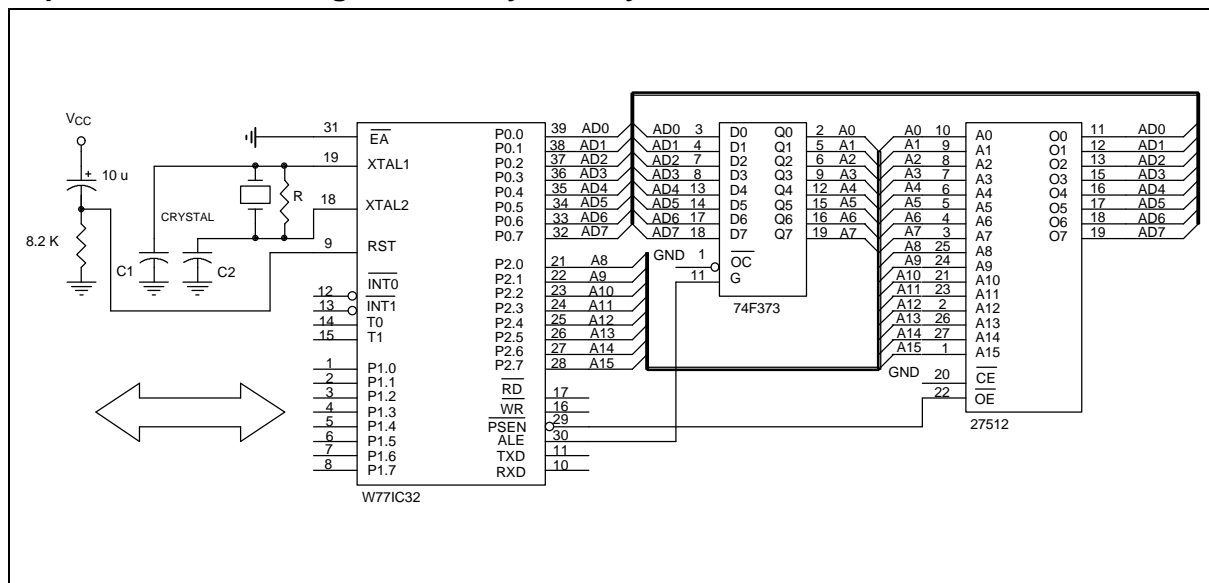 VCC
+
10 u
8.2 K
C1
CRYSTAL
C2
R
31 EA
19 XTAL1
18 XTAL2
9 RST
INT0
12
INT1
13
14 T0
15 T1
1 P1.0
2 P1.1
3 P1.2
4 P1.3
5 P1.4
6 P1.5
7 P1.6
8 P1.7
P0.0 39 AD0
P0.1 38 AD1
P0.2 37 AD2
P0.3 36 AD3
P0.4 35 AD4
P0.5 34 AD5
P0.6 33 AD6
P0.7 32 AD7
P2.0 21 A8
P2.1 22 A9
P2.2 23 A10
P2.3 24 A11
P2.4 25 A12
P2.5 26 A13
P2.6 27 A14
P2.7 28 A15
RD 17
WR 16
PSEN 29
ALE 30
TXD 11
RXD 10
W77IC32
AD0 3 D0 Q0 2 A0
AD1 4 D1 Q1 5 A1
AD2 7 D2 Q2 6 A2
AD3 8 D3 Q3 9 A3
AD4 13 D4 Q4 12 A4
AD5 14 D5 Q5 15 A5
AD6 17 D6 Q6 16 A6
AD7 18 D7 Q7 19 A7
GND 1 OC
11 G
74F373
A0 10 A0 O0 11 AD0
A1 9 A1 O1 12 AD1
A2 8 A2 O2 13 AD2
A3 7 A3 O3 15 AD3
A4 6 A4 O4 16 AD4
A5 5 A5 O5 17 AD5
A6 4 A6 O6 18 AD6
A7 3 A7 O7 19 AD7
A8 25 A8
A9 24 A9
A10 21 A10
A11 23 A11
A12 2 A12
A13 26 A13
A14 27 A14
A15 1 A15
GND 20 CE
22 OE
27512